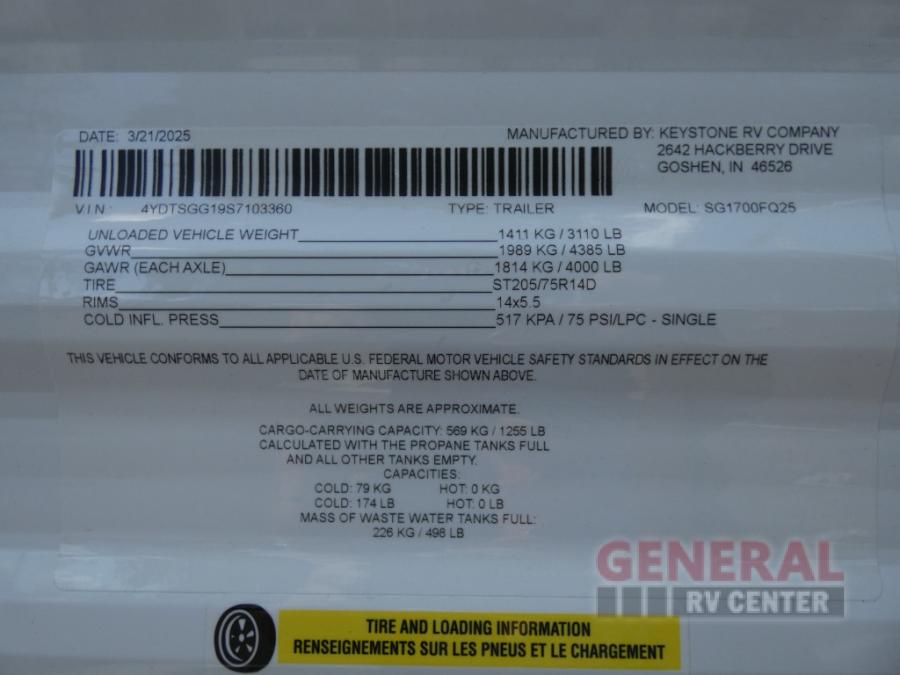 DATE: 3/21/2025
MANUFACTURED BY: KEYSTONE RV COMPANY
2642 HACKBERRY DRIVE
GOSHEN, IN 46526
VIN: 4YDTSGG19S7103360 TYPE: TRAILER MODEL: SG1700FQ25
UNLOADED VEHICLE WEIGHT 1411 KG / 3110 LB
GVWR 1989 KG / 4385 LB
GAWR (EACH AXLE) 1814 KG / 4000 LB
TIRE ST205/75R14D
RIMS 14x5.5
COLD INFL. PRESS 517 KPA / 75 PSI/LPC - SINGLE
THIS VEHICLE CONFORMS TO ALL APPLICABLE U.S. FEDERAL MOTOR VEHICLE SAFETY STANDARDS IN EFFECT ON THE
DATE OF MANUFACTURE SHOWN ABOVE.
ALL WEIGHTS ARE APPROXIMATE.
CARGO-CARRYING CAPACITY: 569 KG / 1255 LB
CALCULATED WITH THE PROPANE TANKS FULL
AND ALL OTHER TANKS EMPTY.
CAPACITIES:
COLD: 79 KG HOT: 0 KG
COLD: 174 LB HOT: 0 LB
MASS OF WASTE WATER TANKS FULL:
226 KG / 498 LB
GENERAL
RV CENTER
TIRE AND LOADING INFORMATION
RENSEIGNEMENTS SUR LES PNEUS ET LE CHARGEMENT